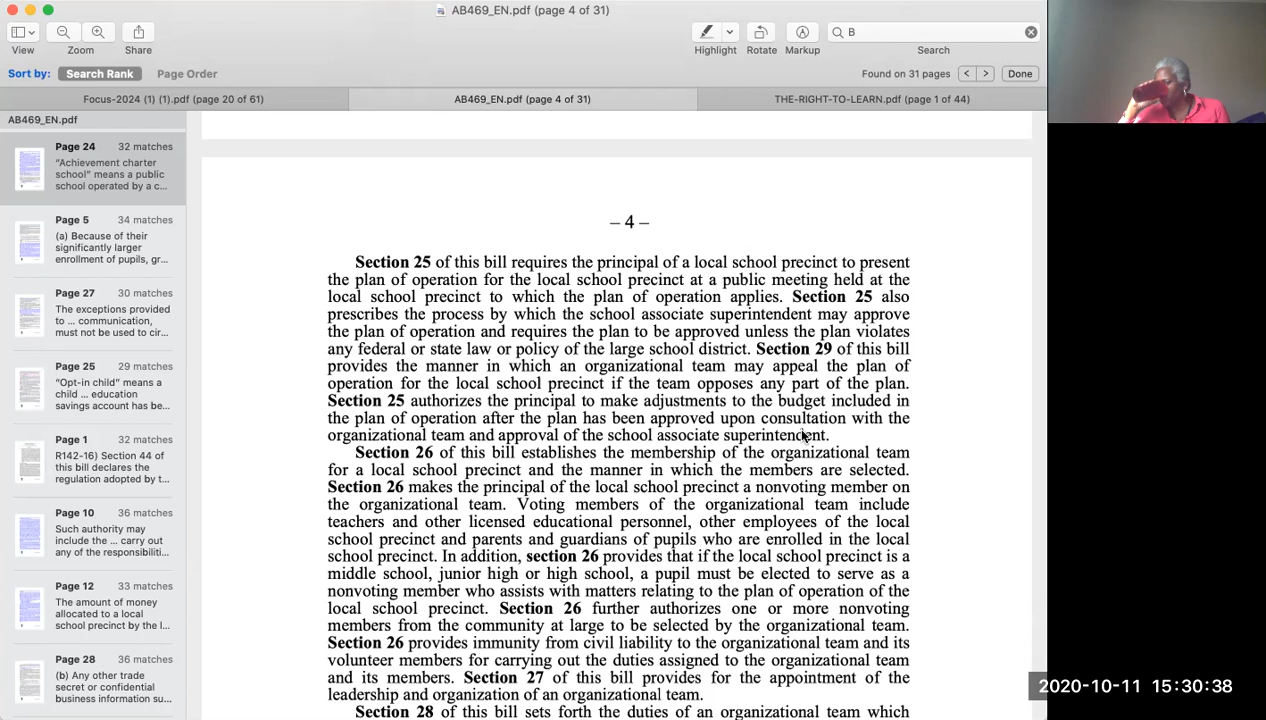 AB469_EN.pdf (page 4 of 31)
View
Zoom
Share
Highlight
Rotate
Markup
B
Search
Sort by:
Search Rank
Page Order
Found on 31 pages
Done
Focus-2024 (1) (1).pdf (page 20 of 61)
AB469_EN.pdf (page 4 of 31)
THE-RIGHT-TO-LEARN.pdf (page 1 of 44)
AB469_EN.pdf
Page 24 32 matches
“Achievement charter
school” means a public
school operated by a c...
Page 5 34 matches
(a) Because of their
significantly larger
enrollment of pupils, gr...
Page 27 30 matches
The exceptions provided
to ... communication,
must not be used to cir...
Page 25 29 matches
“Opt-in child” means a
child ... education
savings account has be...
Page 1 32 matches
R142-16) Section 44 of
this bill declares the
regulation adopted by t...
Page 10 36 matches
Such authority may
include the ... carry out
any of the responsibiliti...
Page 12 33 matches
The amount of money
allocated to a local
school precinct by the l...
Page 28 36 matches
(b) Any other trade
secret or confidential
business information su...
– 4 –
Section 25 of this bill requires the principal of a local school precinct to present
the plan of operation for the local school precinct at a public meeting held at the
local school precinct to which the plan of operation applies. Section 25 also
prescribes the process by which the school associate superintendent may approve
the plan of operation and requires the plan to be approved unless the plan violates
any federal or state law or policy of the large school district. Section 29 of this bill
provides the manner in which an organizational team may appeal the plan of
operation for the local school precinct if the team opposes any part of the plan.
Section 25 authorizes the principal to make adjustments to the budget included in
the plan of operation after the plan has been approved upon consultation with the
organizational team and approval of the school associate superintendent.
Section 26 of this bill establishes the membership of the organizational team
for a local school precinct and the manner in which the members are selected.
Section 26 makes the principal of the local school precinct a nonvoting member on
the organizational team. Voting members of the organizational team include
teachers and other licensed educational personnel, other employees of the local
school precinct and parents and guardians of pupils who are enrolled in the local
school precinct. In addition, section 26 provides that if the local school precinct is a
middle school, junior high or high school, a pupil must be elected to serve as a
nonvoting member who assists with matters relating to the plan of operation of the
local school precinct. Section 26 further authorizes one or more nonvoting
members from the community at large to be selected by the organizational team.
Section 26 provides immunity from civil liability to the organizational team and its
volunteer members for carrying out the duties assigned to the organizational team
and its members. Section 27 of this bill provides for the appointment of the
leadership and organization of an organizational team.
Section 28 of this bill sets forth the duties of an organizational team which
2020-10-11 15:30:38